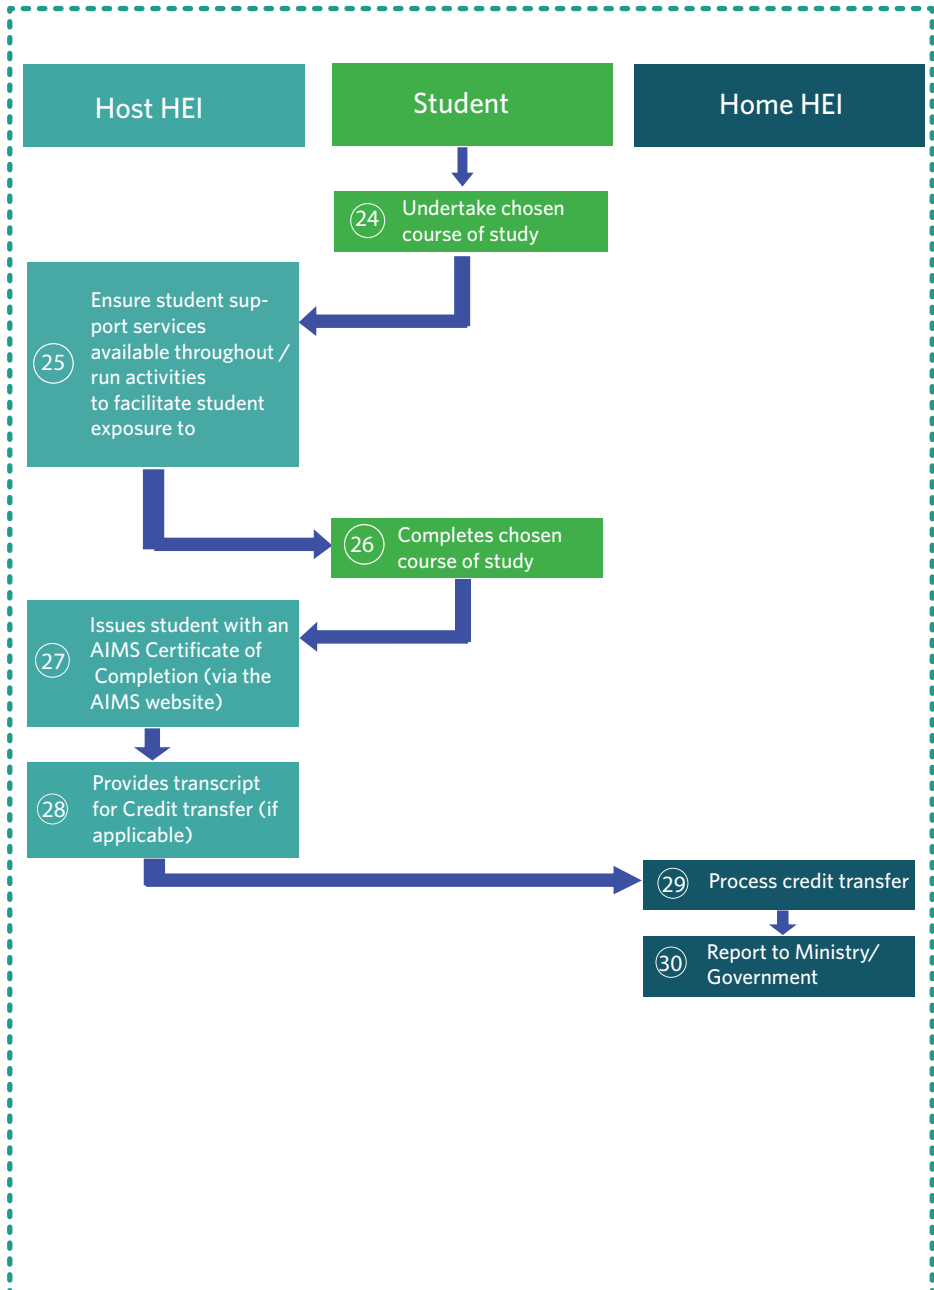 Host HEI
Student
Home HEI
24
Undertake chosen
course of study
25
Ensure student sup-
port services
available throughout /
run activities
to facilitate student
exposure to
26
Completes chosen
course of study
27
Issues student with an
AIMS Certificate of
Completion (via the
AIMS website)
28
Provides transcript
for Credit transfer (if
applicable)
29
Process credit transfer
30
Report to Ministry/
Government